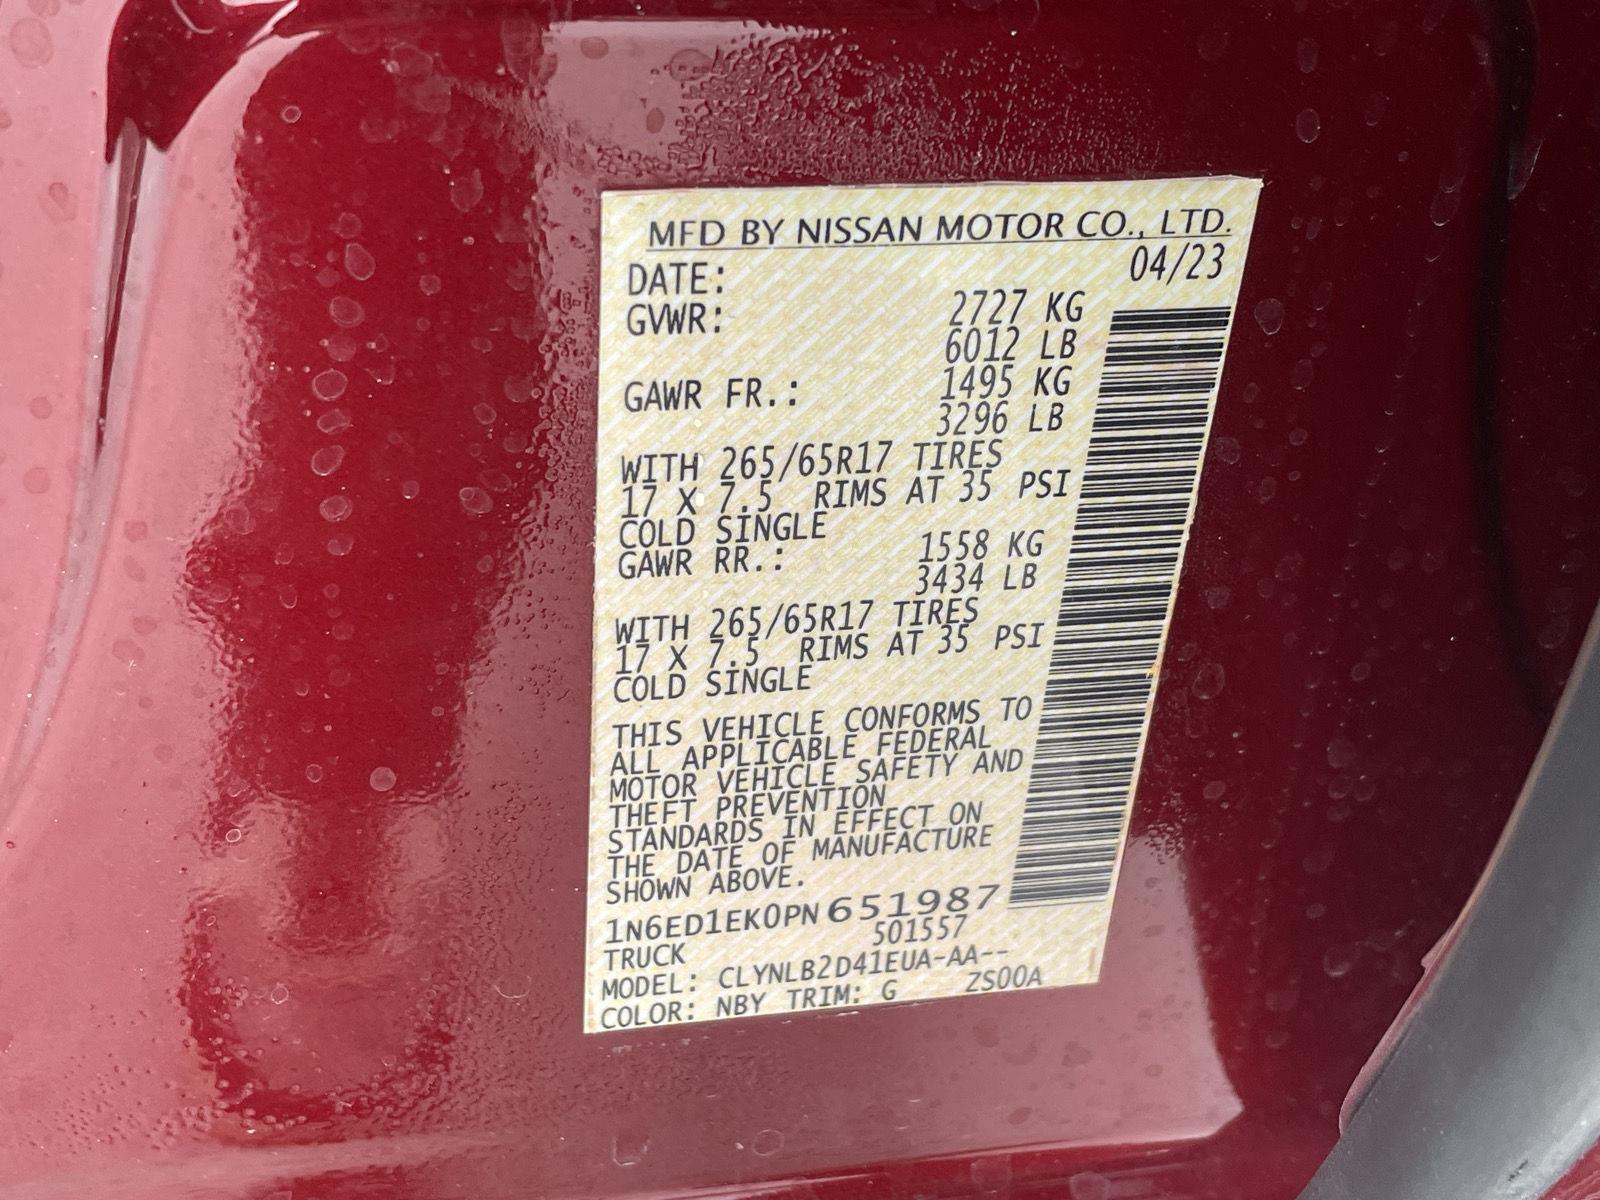 MFD BY NISSAN MOTOR CO., LTD.
DATE: 04/23
GVWR: 2727 KG
6012 LB
GAWR FR.: 1495 KG
3296 LB
WITH 265/65R17 TIRES
17 X 7.5 RIMS AT 35 PSI
COLD SINGLE
GAWR RR.: 1558 KG
3434 LB
WITH 265/65R17 TIRES
17 X 7.5 RIMS AT 35 PSI
COLD SINGLE
THIS VEHICLE CONFORMS TO
ALL APPLICABLE FEDERAL
MOTOR VEHICLE SAFETY AND
THEFT PREVENTION
STANDARDS IN EFFECT ON
THE DATE OF MANUFACTURE
SHOWN ABOVE.
1N6ED1EK0PN651987
TRUCK 501557
MODEL: CLYNLB2D41EUA-AA--
COLOR: NBY TRIM: G ZS00A